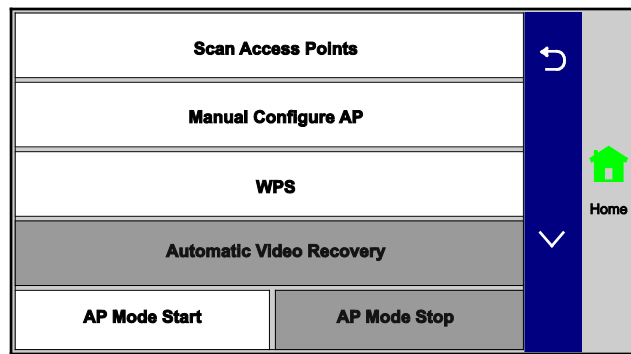 Scan Access Points
Manual Configure AP
WPS
Home
Automatic Video Recovery
AP Mode Start
AP Mode Stop